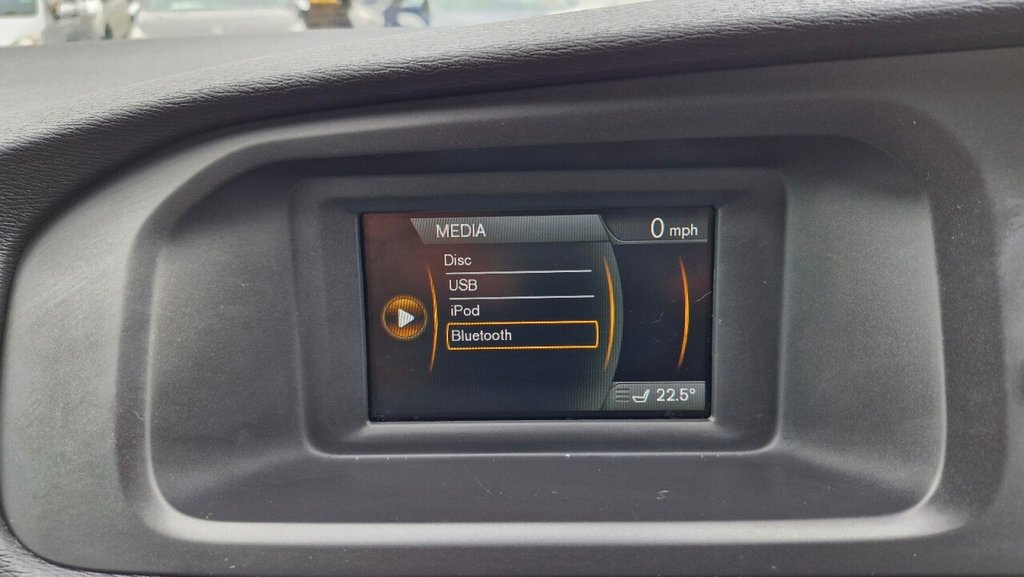 MEDIA
0 mph
Disc
USB
iPod
Bluetooth
22.5°